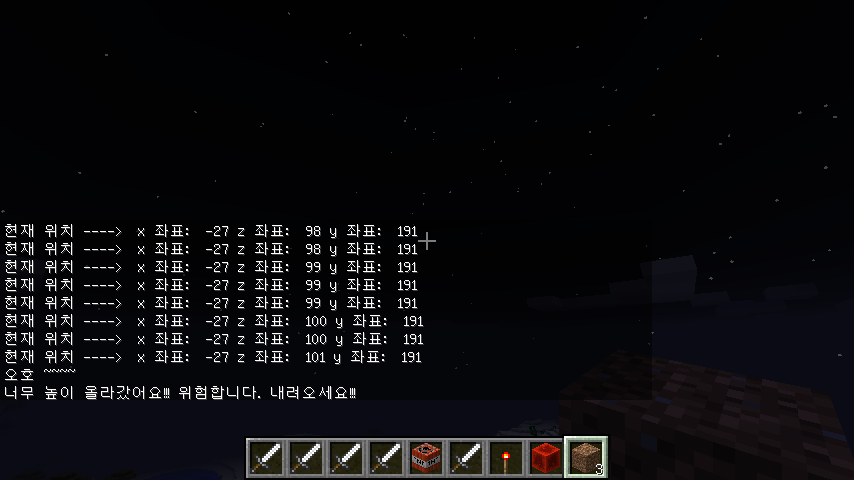 현재 위치 ----> x 좌표: -27 z 좌표: 98 y 좌표: 191
현재 위치 ----> x 좌표: -27 z 좌표: 98 y 좌표: 191
현재 위치 ----> x 좌표: -27 z 좌표: 99 y 좌표: 191
현재 위치 ----> x 좌표: -27 z 좌표: 99 y 좌표: 191
현재 위치 ----> x 좌표: -27 z 좌표: 99 y 좌표: 191
현재 위치 ----> x 좌표: -27 z 좌표: 100 y 좌표: 191
현재 위치 ----> x 좌표: -27 z 좌표: 100 y 좌표: 191
현재 위치 ----> x 좌표: -27 z 좌표: 101 y 좌표: 191
오호 ~~~~
너무 높이 올라갔어요!!! 위험합니다. 내려오세요!!!
3